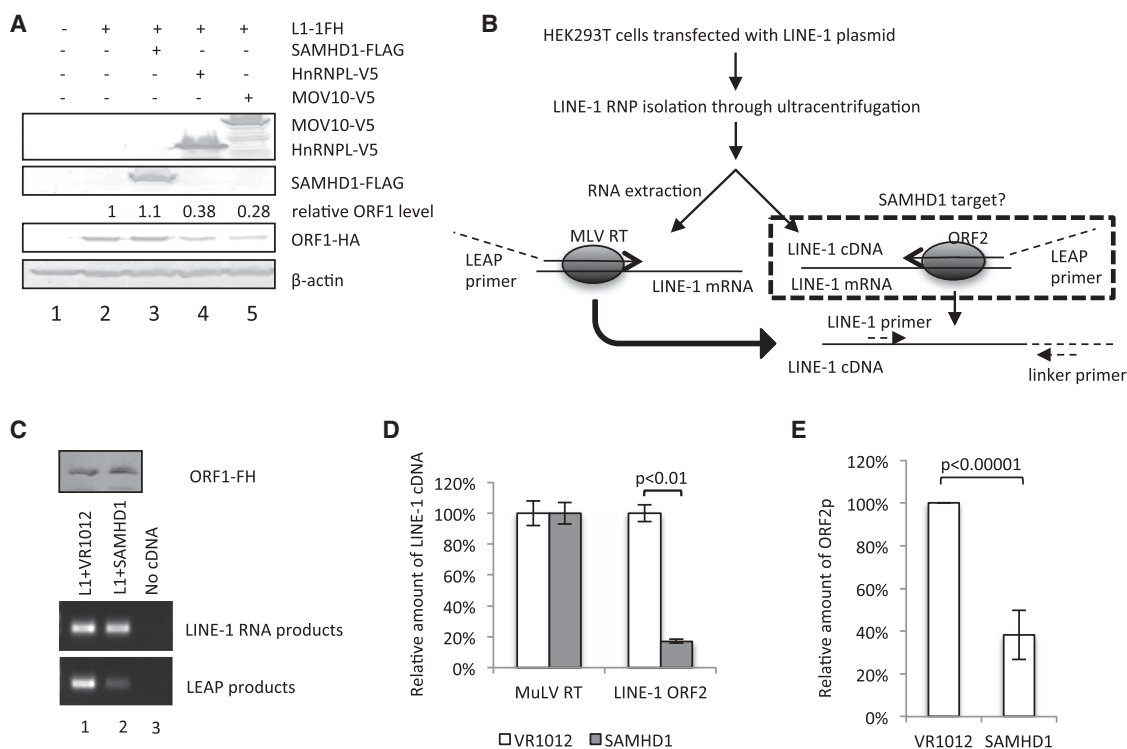 A
- + + + + L1-1FH
- - + - - SAMHD1-FLAG
- - - + - HnRNPL-V5
- - - - + MOV10-V5
MOV10-V5
HnRNPL-V5
SAMHD1-FLAG
1 1.1 0.38 0.28 relative ORF1 level
ORF1-HA
β-actin
1 2 3 4 5
B
HEK293T cells transfected with LINE-1 plasmid
LINE-1 RNP isolation through ultracentrifugation
RNA extraction
SAMHD1 target?
MLV RT
LEAP
primer
LINE-1 mRNA
LINE-1 cDNA
ORF2
LEAP
primer
LINE-1 mRNA
LINE-1 primer
LINE-1 cDNA
linker primer
C
ORF1-FH
L1+VR1012
L1+SAMHD1
No cDNA
LINE-1 RNA products
LEAP products
1 2 3
D
Relative amount of LINE-1 cDNA
120%
100%
80%
60%
40%
20%
0%
p<0.01
MuLV RT LINE-1 ORF2
VR1012 SAMHD1
E
Relative amount of ORF2p
120%
100%
80%
60%
40%
20%
0%
p<0.00001
VR1012 SAMHD1